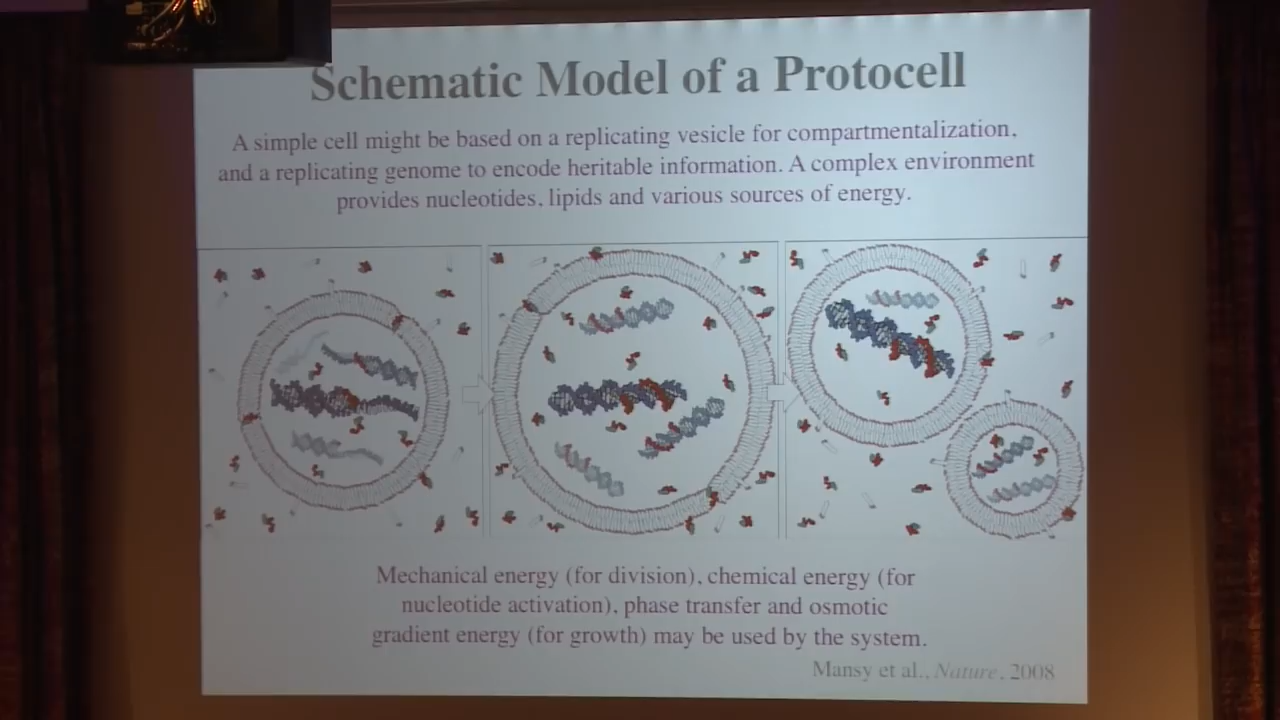 Schematic Model of a Protocell
A simple cell might be based on a replicating vesicle for compartmentalization,
and a replicating genome to encode heritable information. A complex environment
provides nucleotides, lipids and various sources of energy.
Mechanical energy (for division), chemical energy (for
nucleotide activation), phase transfer and osmotic
gradient energy (for growth) may be used by the system.
Mansy et al., Nature, 2008